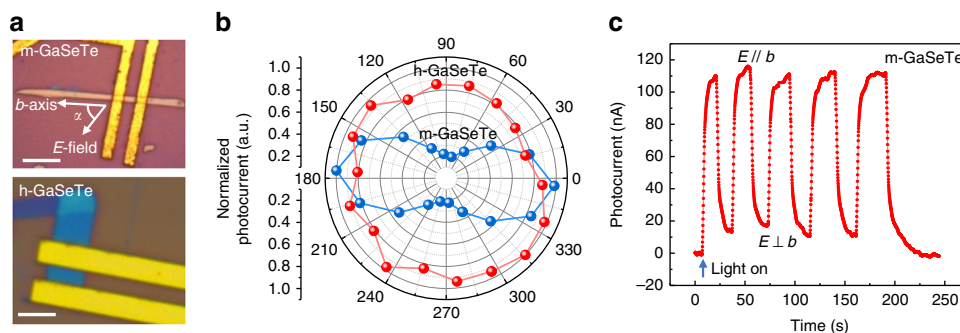 a
m-GaSeTe
b-axis
α
E-field
h-GaSeTe
b
Normalized
photocurrent (a.u.)
1.0
0.8
0.6
0.4
0.2
0.2
0.4
0.6
0.8
1.0
90
120
60
150
30
180
0
210
330
240
300
270
h-GaSeTe
m-GaSeTe
c
Photocurrent (nA)
120
100
80
60
40
20
0
–20
E // b
m-GaSeTe
E ⊥ b
Light on
0
50
100
150
200
250
Time (s)